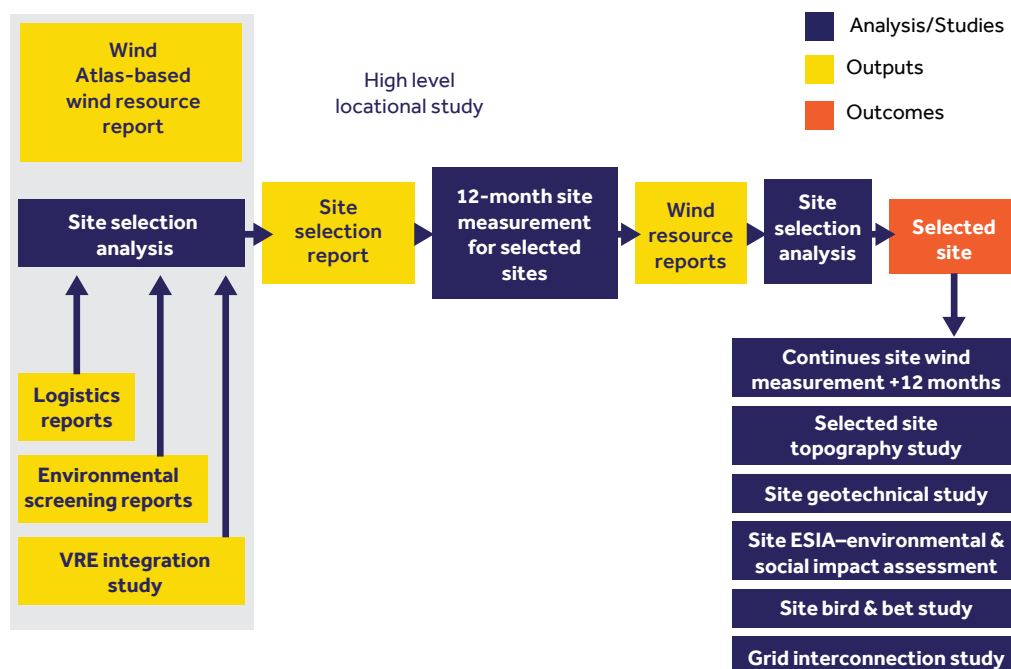 Wind
Atlas-based
wind resource
report
High level
locational study
Analysis/Studies
Outputs
Outcomes
Site selection
analysis
Site
selection
report
12-month site
measurement
for selected
sites
Wind
resource
reports
Site
selection
analysis
Selected
site
Logistics
reports
Environmental
screening reports
VRE integration
study
Continues site wind
measurement +12 months
Selected site
topography study
Site geotechnical study
Site ESIA–environmental &
social impact assessment
Site bird & bet study
Grid interconnection study